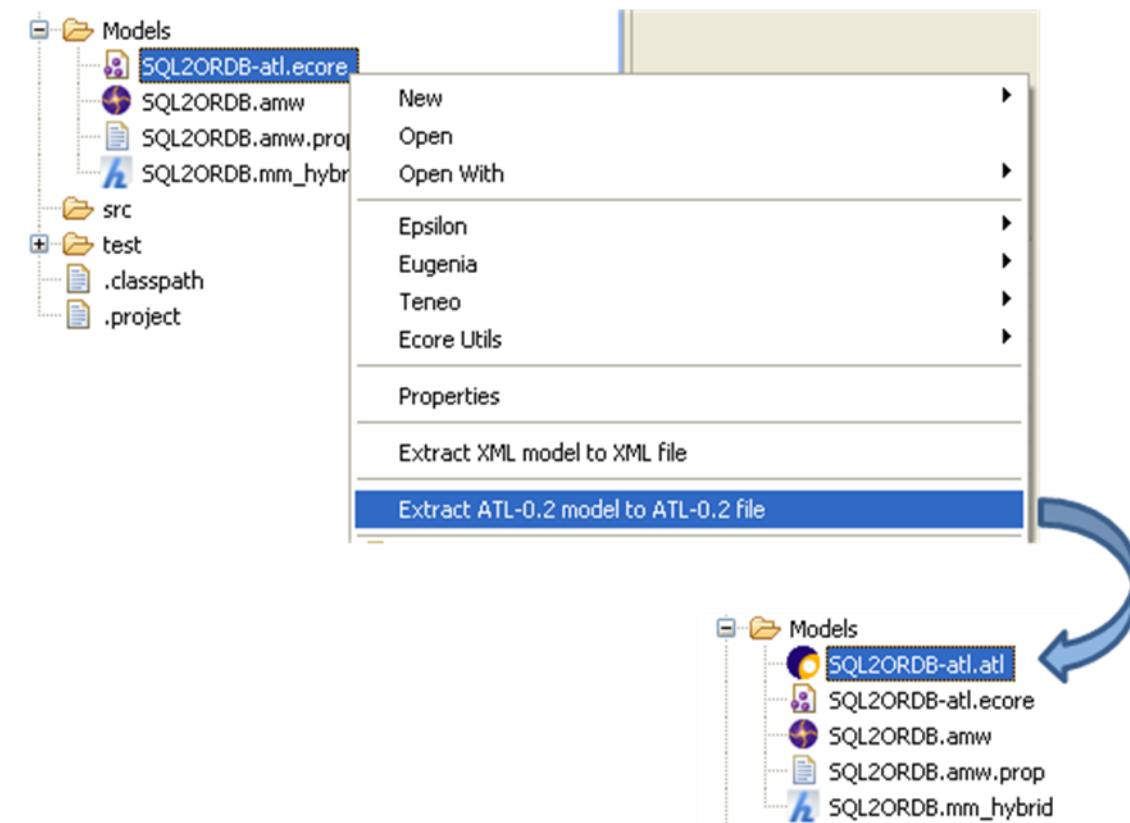 Models
SQL2ORDB-atl.ecore
SQL2ORDB.amw
SQL2ORDB.amw.prop
SQL2ORDB.mm_hybr
src
test
.classpath
.project
New
Open
Open With
Epsilon
Eugenia
Teneo
Ecore Utils
Properties
Extract XML model to XML file
Extract ATL-0.2 model to ATL-0.2 file
Models
SQL2ORDB-atl.atl
SQL2ORDB-atl.ecore
SQL2ORDB.amw
SQL2ORDB.amw.prop
SQL2ORDB.mm_hybrid